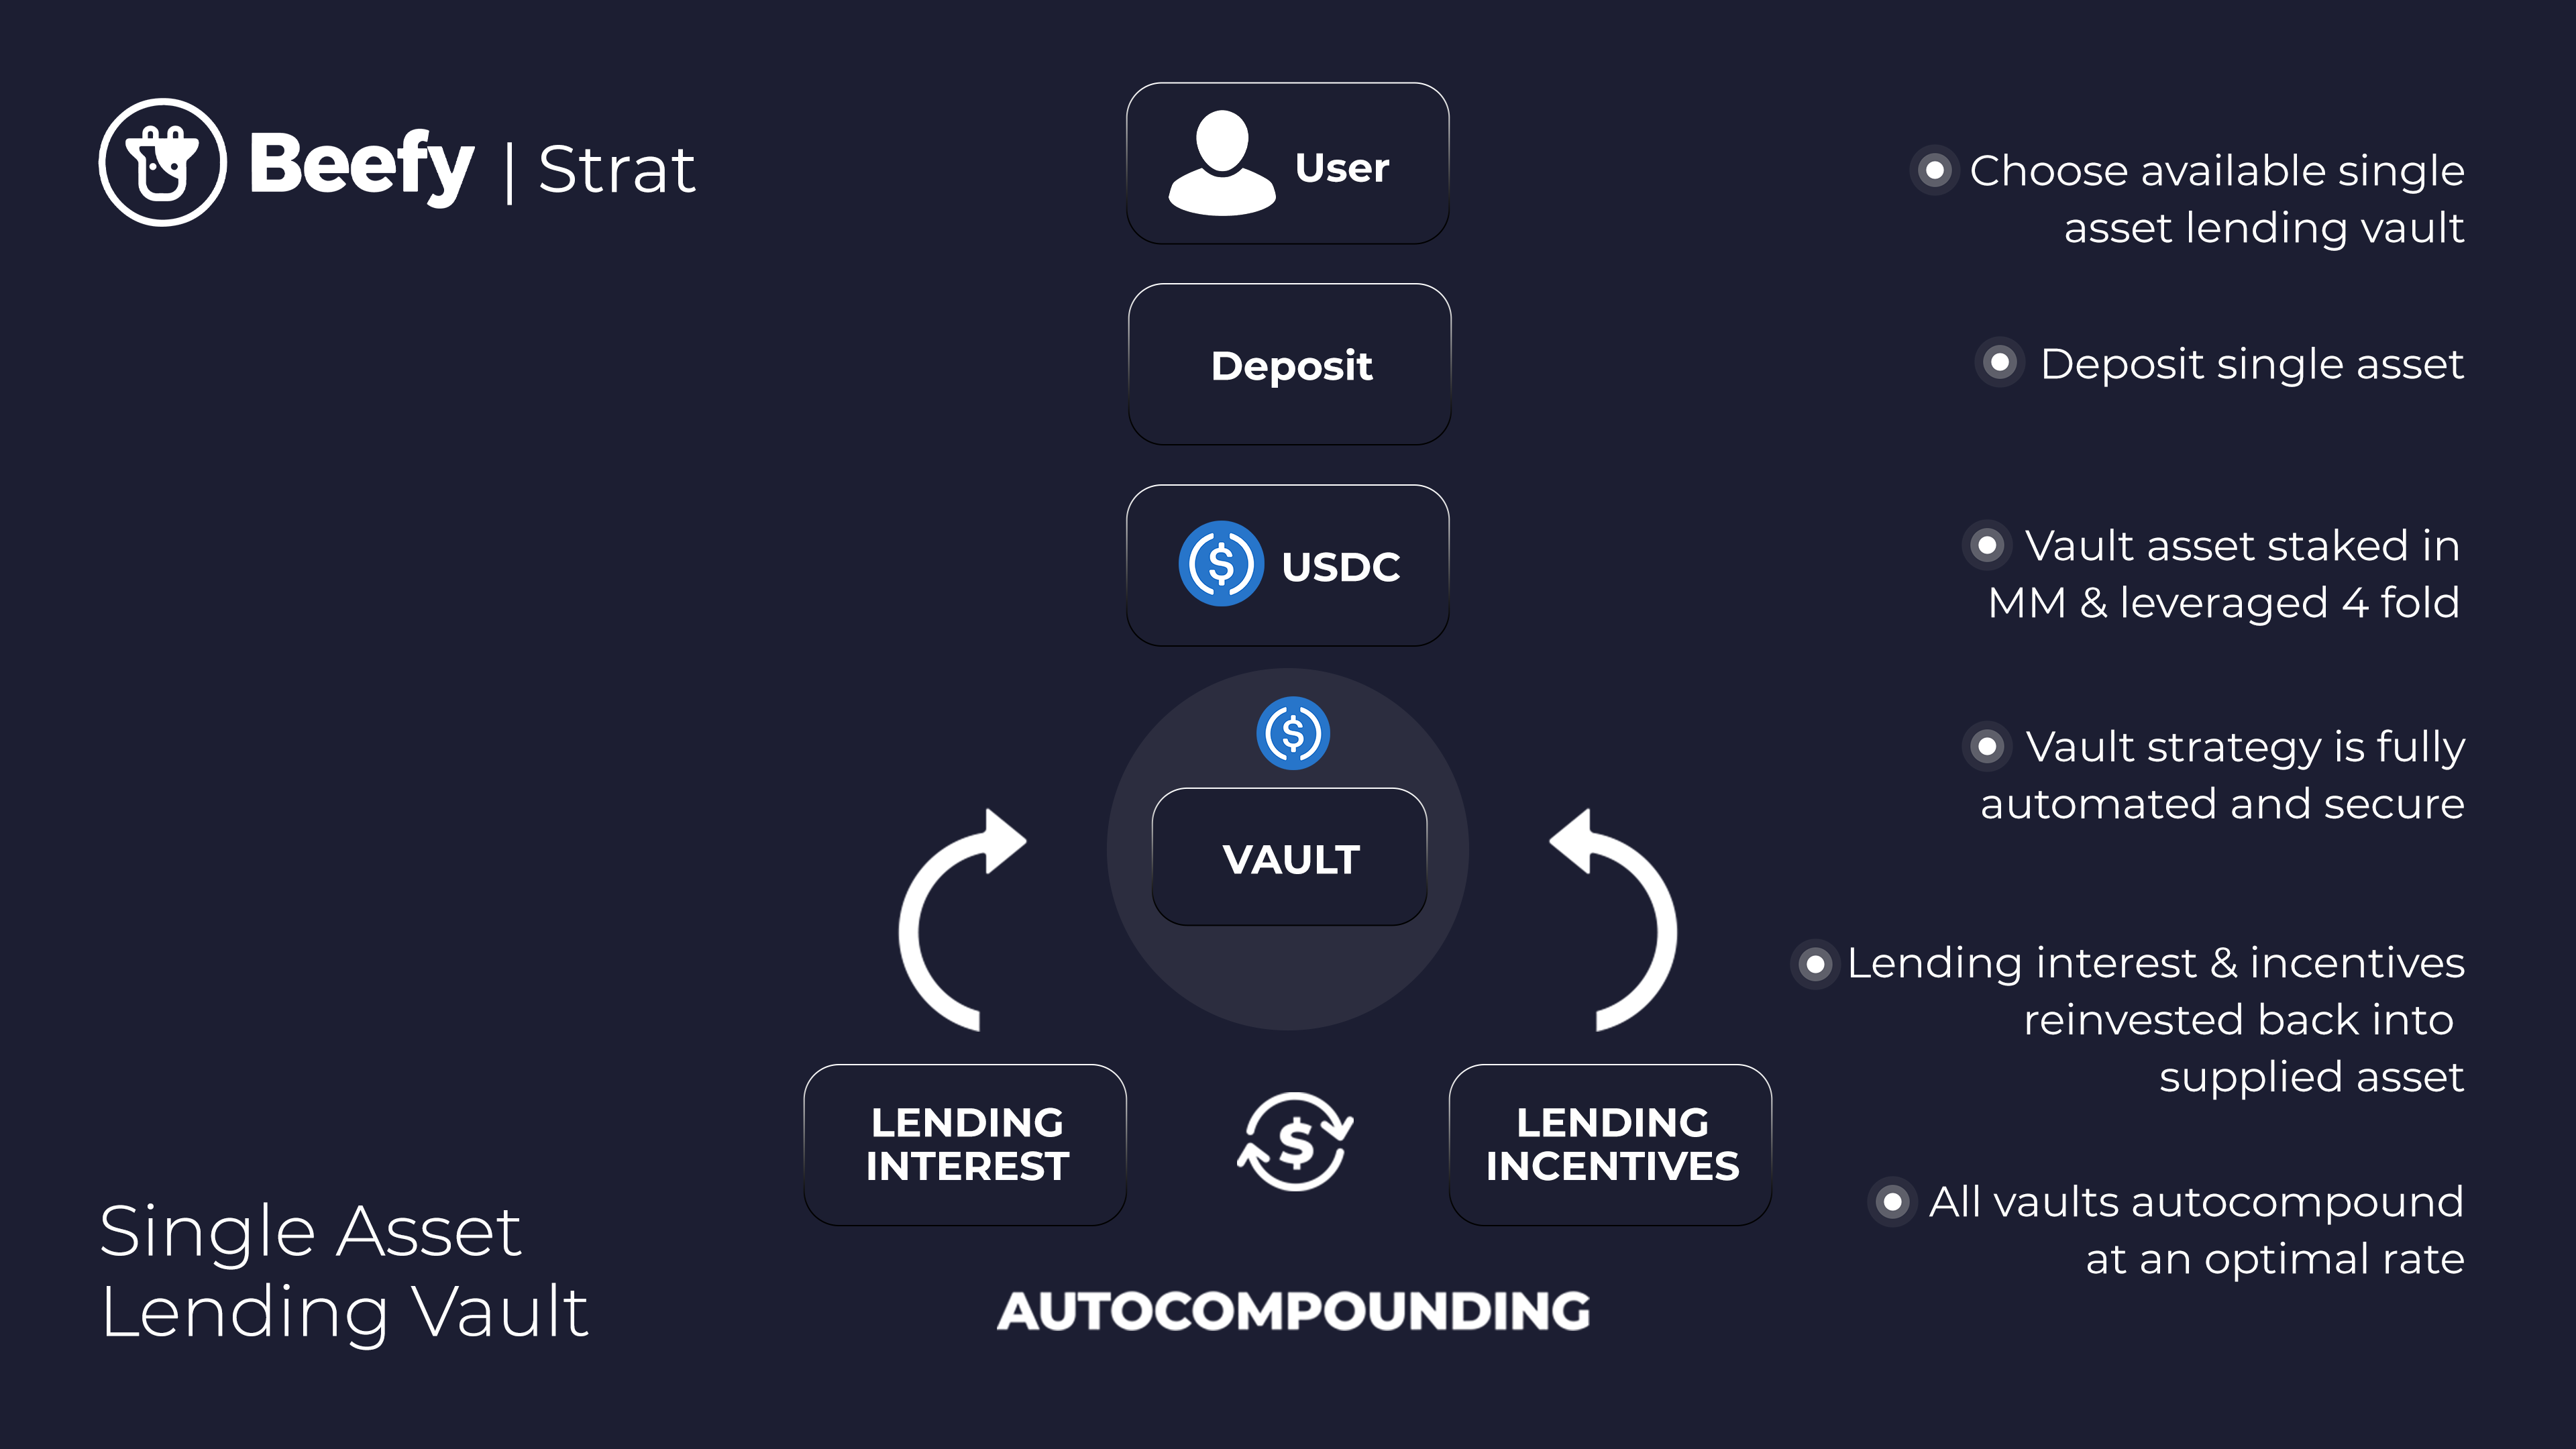 Beefy | Strat
User
Choose available single
asset lending vault
Deposit
Deposit single asset
USDC
Vault asset staked in
MM & leveraged 4 fold
Vault strategy is fully
automated and secure
VAULT
Lending interest & incentives
reinvested back into
supplied asset
LENDING
INTEREST
LENDING
INCENTIVES
All vaults autocompound
at an optimal rate
Single Asset
Lending Vault
AUTOCOMPOUNDING